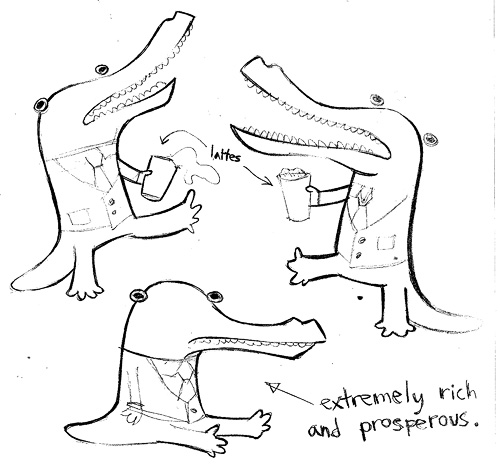 lattes
extremely rich
and prosperous.